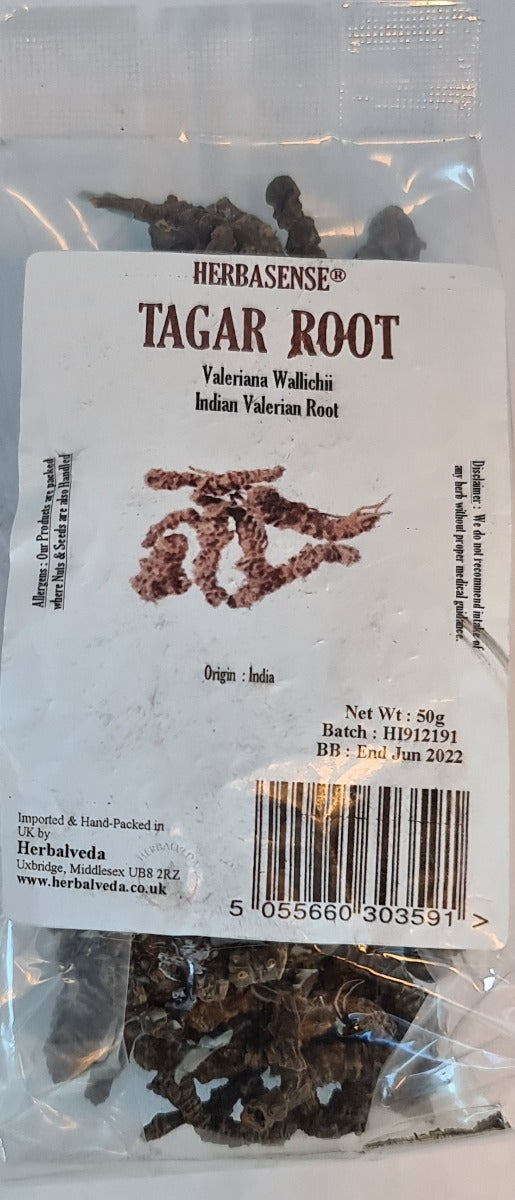 HERBASENSE®
TAGAR ROOT
Valeriana Wallichii
Indian Valerian Root
Allergens : Our Products are packed
where Nuts & Seeds are also Handled
Disclaimer : We do not recommend intake of
any herb without proper medical guidance.
Origin : India
Net Wt : 50g
Batch : HI912191
BB : End Jun 2022
Imported & Hand-Packed in
UK by
Herbalveda
Uxbridge, Middlesex UB8 2RZ
www.herbalveda.co.uk
HERBALVEDA
5 055660 303591 >